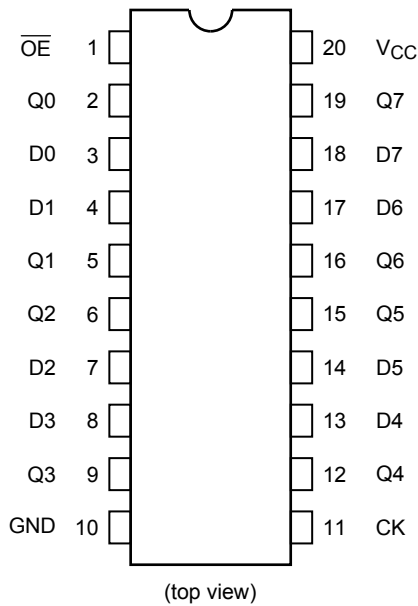 O̅E̅ 1 20 VCC
Q0 2 19 Q7
D0 3 18 D7
D1 4 17 D6
Q1 5 16 Q6
Q2 6 15 Q5
D2 7 14 D5
D3 8 13 D4
Q3 9 12 Q4
GND 10 11 CK
(top view)